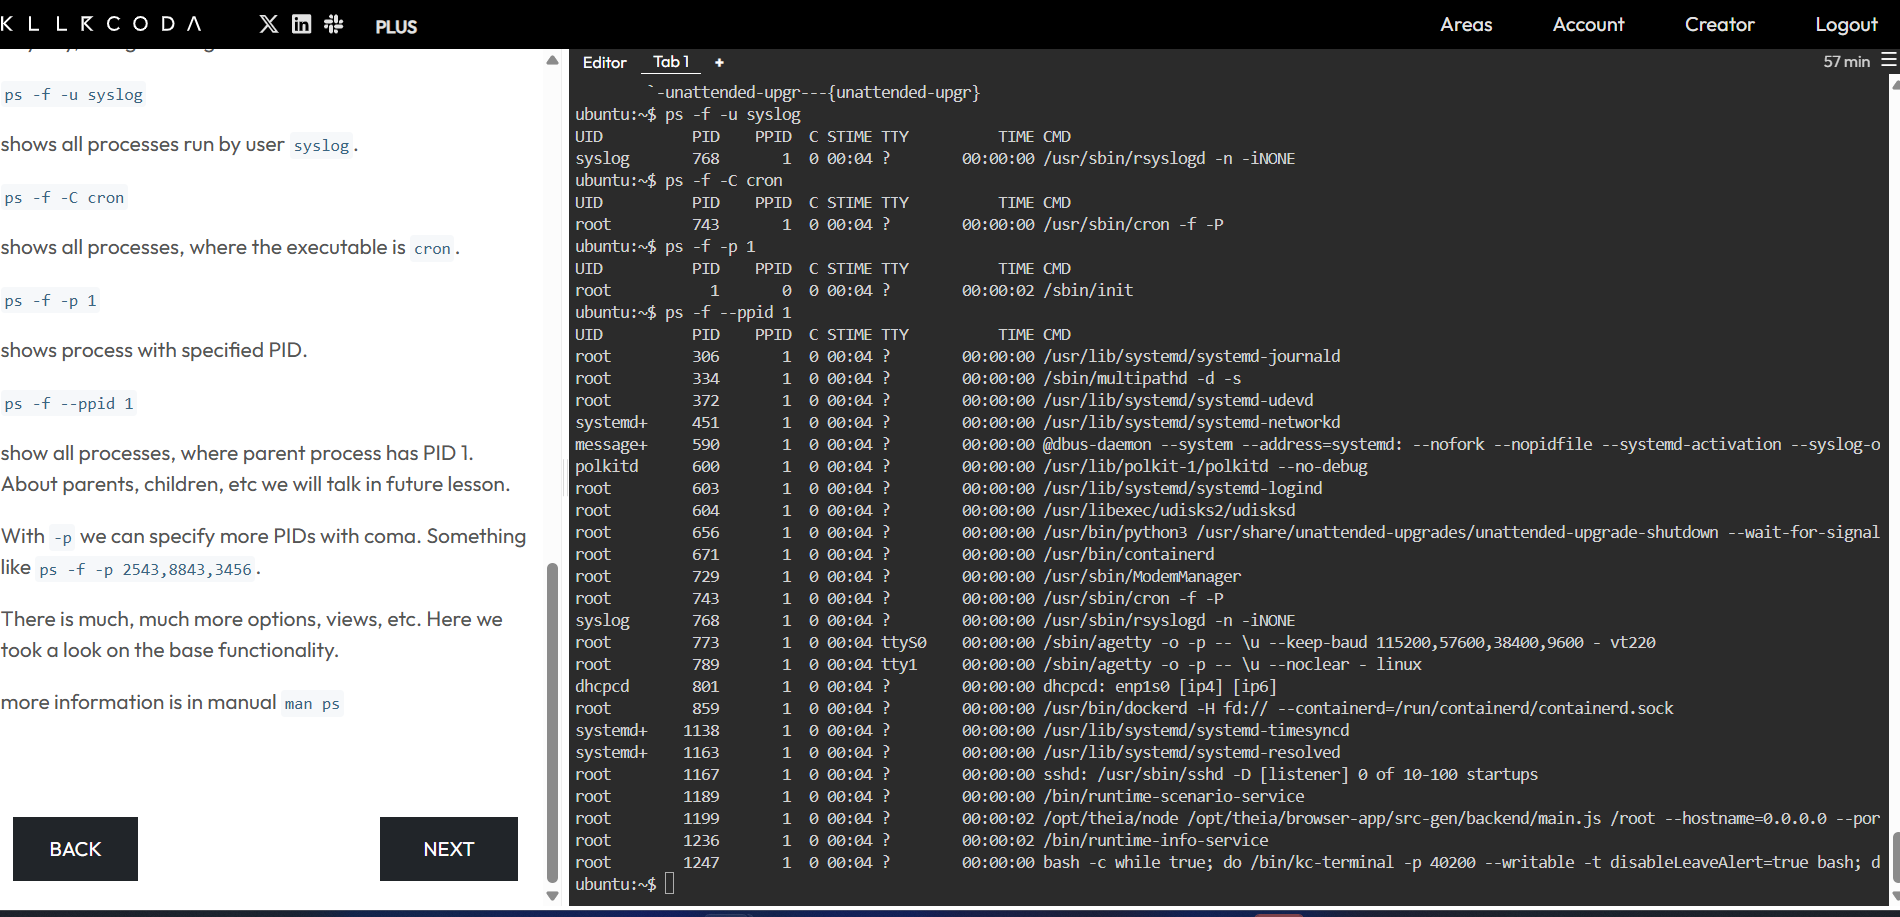 KLLRCODA
PLUS
Areas
Account
Creator
Logout
ps -f -u syslog
shows all processes run by user syslog.
ps -f -C cron
shows all processes, where the executable is cron.
ps -f -p 1
shows process with specified PID.
ps -f --ppid 1
show all processes, where parent process has PID 1.
About parents, children, etc we will talk in future lesson.
With -p we can specify more PIDs with coma. Something
like ps -f -p 2543,8843,3456.
There is much, much more options, views, etc. Here we
took a look on the base functionality.
more information is in manual man ps
BACK
NEXT
Editor
Tab 1
+
57 min
`-unattended-upgr---{unattended-upgr}
ubuntu:~$ ps -f -u syslog
UID          PID    PPID  C STIME TTY          TIME CMD
syslog       768       1  0 00:04 ?        00:00:00 /usr/sbin/rsyslogd -n -iNONE
ubuntu:~$ ps -f -C cron
UID          PID    PPID  C STIME TTY          TIME CMD
root         743       1  0 00:04 ?        00:00:00 /usr/sbin/cron -f -P
ubuntu:~$ ps -f -p 1
UID          PID    PPID  C STIME TTY          TIME CMD
root           1       0  0 00:04 ?        00:00:02 /sbin/init
ubuntu:~$ ps -f --ppid 1
UID          PID    PPID  C STIME TTY          TIME CMD
root         306       1  0 00:04 ?        00:00:00 /usr/lib/systemd/systemd-journald
root         334       1  0 00:04 ?        00:00:00 /sbin/multipathd -d -s
root         372       1  0 00:04 ?        00:00:00 /usr/lib/systemd/systemd-udevd
systemd+     451       1  0 00:04 ?        00:00:00 /usr/lib/systemd/systemd-networkd
message+     590       1  0 00:04 ?        00:00:00 @dbus-daemon --system --address=systemd: --nofork --nopidfile --systemd-activation --syslog-o
polkitd      600       1  0 00:04 ?        00:00:00 /usr/lib/polkit-1/polkitd --no-debug
root         603       1  0 00:04 ?        00:00:00 /usr/lib/systemd/systemd-logind
root         604       1  0 00:04 ?        00:00:00 /usr/libexec/udisks2/udisksd
root         656       1  0 00:04 ?        00:00:00 /usr/bin/python3 /usr/share/unattended-upgrades/unattended-upgrade-shutdown --wait-for-signal
root         671       1  0 00:04 ?        00:00:00 /usr/bin/containerd
root         729       1  0 00:04 ?        00:00:00 /usr/sbin/ModemManager
root         743       1  0 00:04 ?        00:00:00 /usr/sbin/cron -f -P
syslog       768       1  0 00:04 ?        00:00:00 /usr/sbin/rsyslogd -n -iNONE
root         773       1  0 00:04 ttyS0    00:00:00 /sbin/agetty -o -p -- \u --keep-baud 115200,57600,38400,9600 - vt220
root         789       1  0 00:04 tty1     00:00:00 /sbin/agetty -o -p -- \u --noclear - linux
dhcpcd       801       1  0 00:04 ?        00:00:00 dhcpcd: enp1s0 [ip4] [ip6]
root         859       1  0 00:04 ?        00:00:00 /usr/bin/dockerd -H fd:// --containerd=/run/containerd/containerd.sock
systemd+    1138       1  0 00:04 ?        00:00:00 /usr/lib/systemd/systemd-timesyncd
systemd+    1163       1  0 00:04 ?        00:00:00 /usr/lib/systemd/systemd-resolved
root        1167       1  0 00:04 ?        00:00:00 sshd: /usr/sbin/sshd -D [listener] 0 of 10-100 startups
root        1189       1  0 00:04 ?        00:00:00 /bin/runtime-scenario-service
root        1199       1  0 00:04 ?        00:00:02 /opt/theia/node /opt/theia/browser-app/src-gen/backend/main.js /root --hostname=0.0.0.0 --por
root        1236       1  0 00:04 ?        00:00:02 /bin/runtime-info-service
root        1247       1  0 00:04 ?        00:00:00 bash -c while true; do /bin/kc-terminal -p 40200 --writable -t disableLeaveAlert=true bash; d
ubuntu:~$